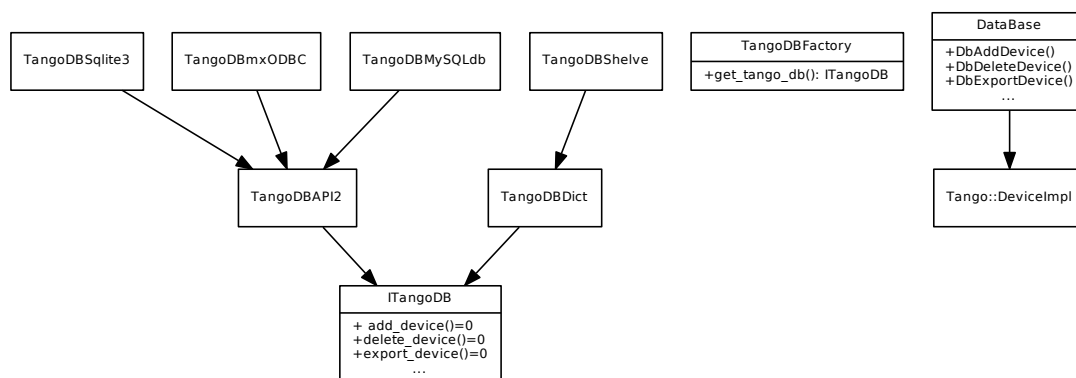 TangoDBSqlite3
TangoDBmxODBC
TangoDBMySQLdb
TangoDBShelve
TangoDBFactory
+get_tango_db(): ITangoDB
DataBase
+DbAddDevice()
+DbDeleteDevice()
+DbExportDevice()
...
TangoDBAPI2
TangoDBDict
Tango::DeviceImpl
ITangoDB
+ add_device()=0
+delete_device()=0
+export_device()=0
...